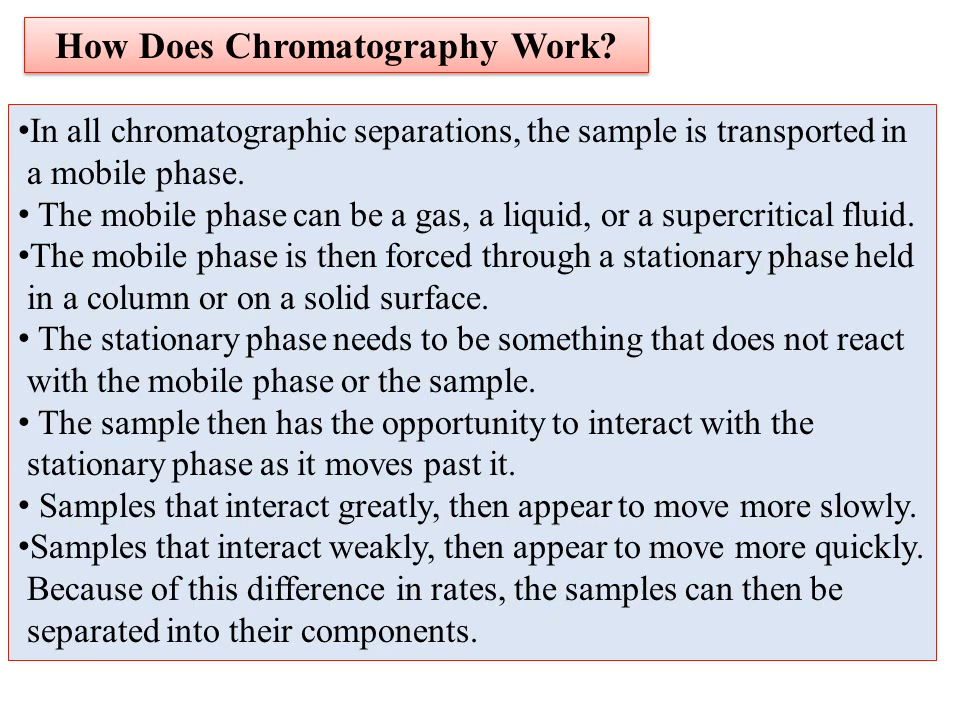 How Does Chromatography Work?
•In all chromatographic separations, the sample is transported in
a mobile phase.
• The mobile phase can be a gas, a liquid, or a supercritical fluid.
•The mobile phase is then forced through a stationary phase held
in a column or on a solid surface.
• The stationary phase needs to be something that does not react
with the mobile phase or the sample.
• The sample then has the opportunity to interact with the
stationary phase as it moves past it.
• Samples that interact greatly, then appear to move more slowly.
•Samples that interact weakly, then appear to move more quickly.
Because of this difference in rates, the samples can then be
separated into their components.